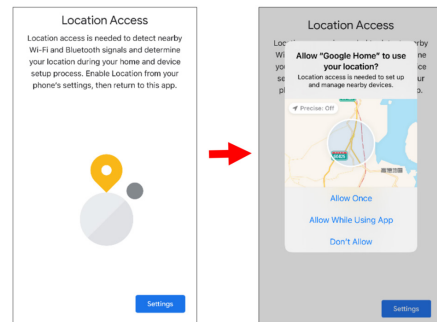 Location Access
Location access is needed to detect nearby
Wi-Fi and Bluetooth signals and determine
your location during your home and device
setup process. Enable Location from your
phone's settings, then return to this app.
Settings
Location Access
Allow "Google Home" to use
your location?
Location access is needed to set up
and manage nearby devices.
Precise: Off
Allow Once
Allow While Using App
Don't Allow
Settings